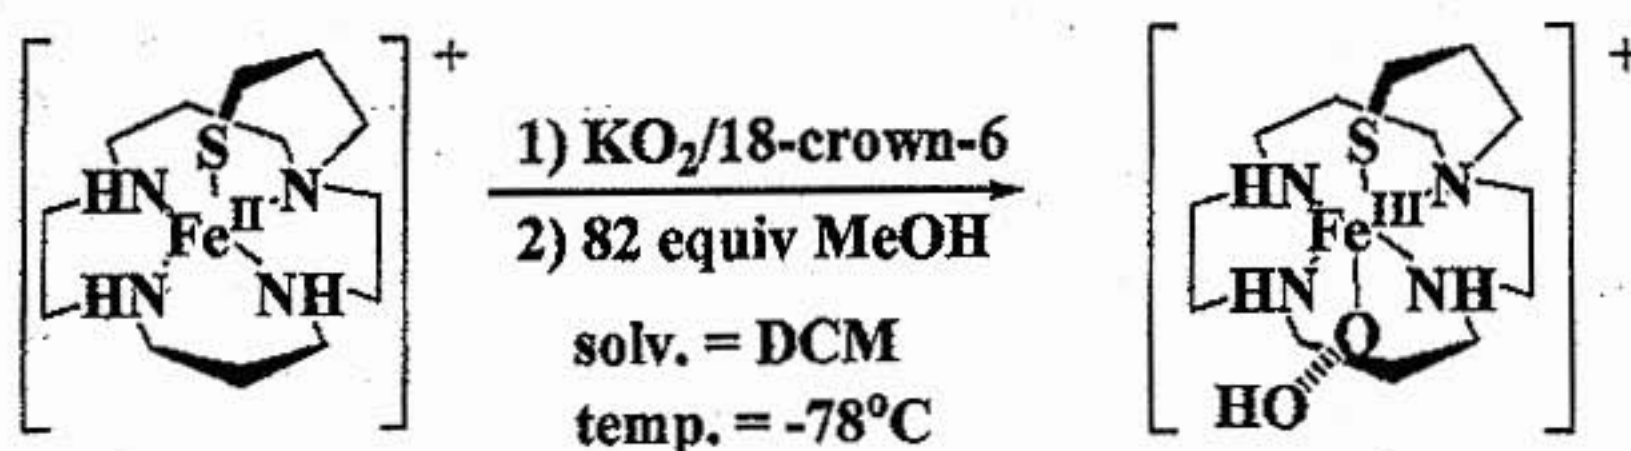 +
S
HN
N
Fe^II
HN
NH
1) KO₂/18-crown-6
2) 82 equiv MeOH
solv. = DCM
temp. = -78°C
+
S
HN
N
Fe^III
HN
NH
O
HO